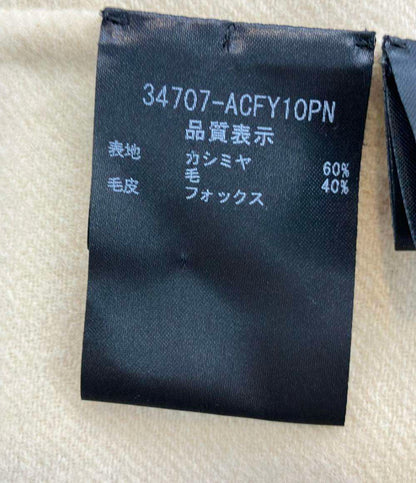 34707-ACFY10PN
品質表示
表地 カシミヤ 60%
毛 40%
毛皮 フォックス